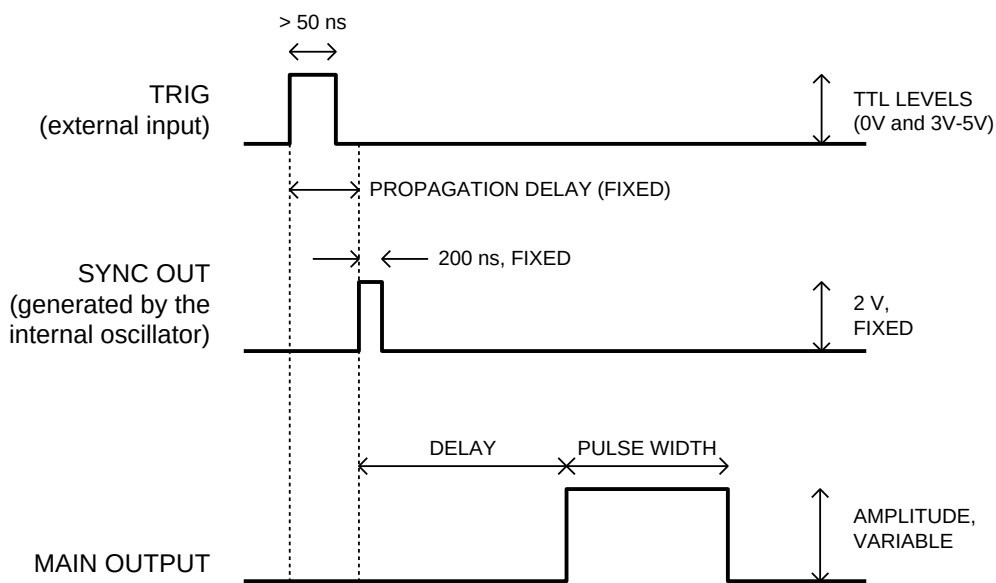 > 50 ns
TRIG
(external input)
TTL LEVELS
(0V and 3V-5V)
PROPAGATION DELAY (FIXED)
200 ns, FIXED
SYNC OUT
(generated by the
internal oscillator)
2 V,
FIXED
DELAY
PULSE WIDTH
AMPLITUDE,
VARIABLE
MAIN OUTPUT